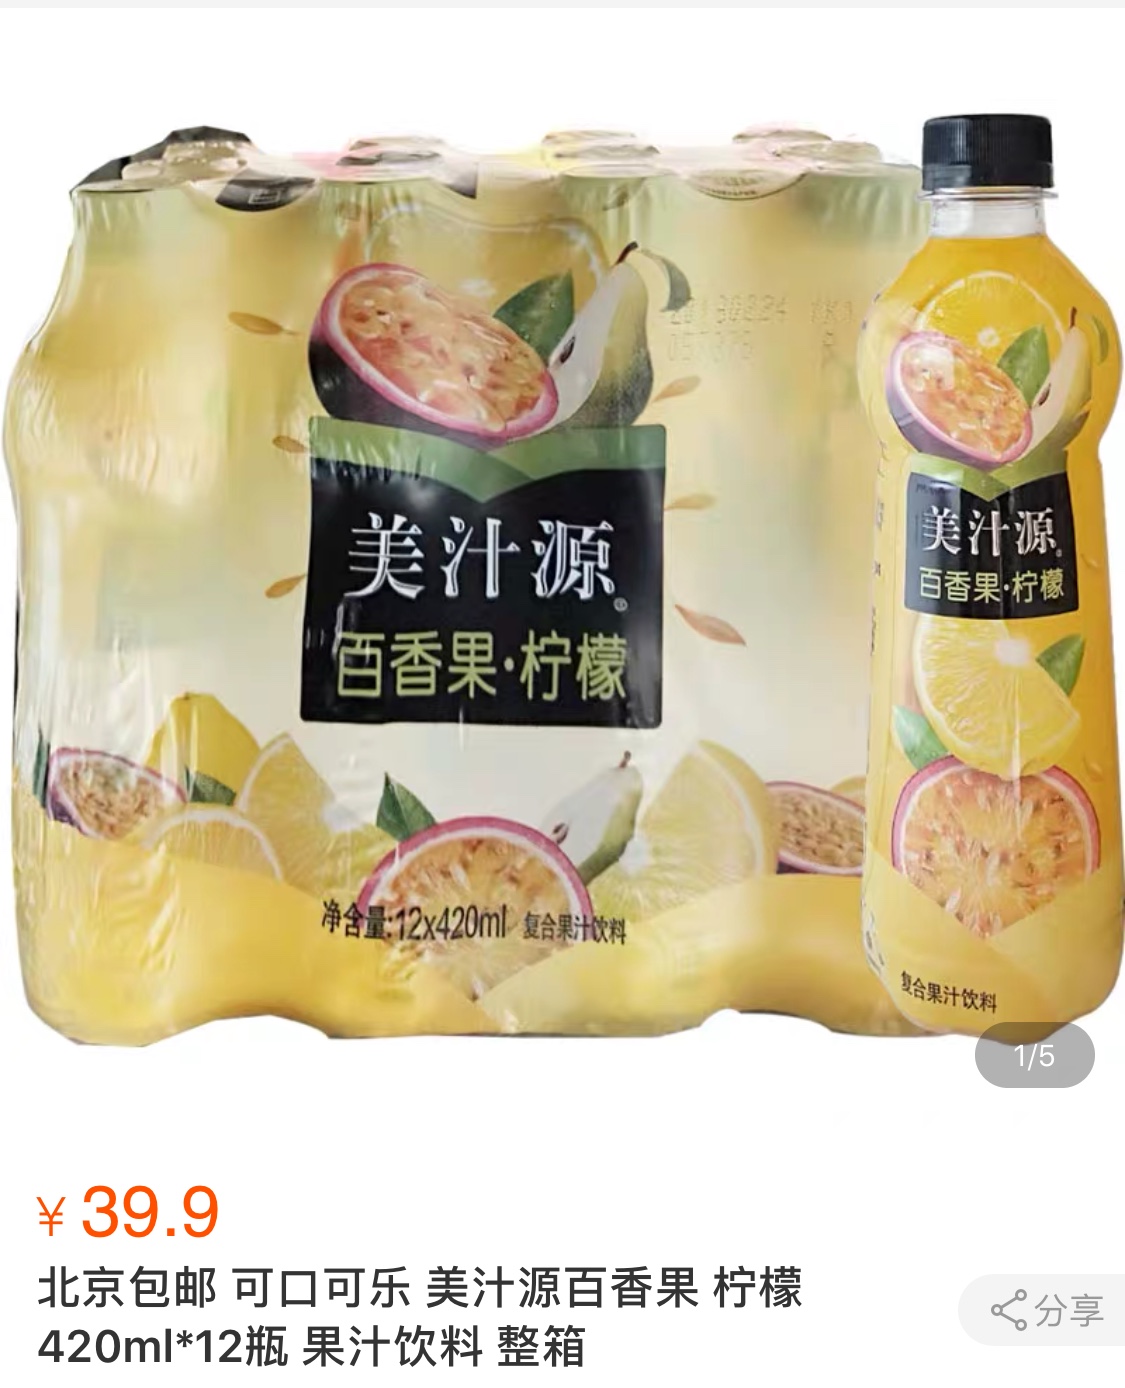 美汁源
百香果·柠檬
净含量:12x420ml 复合果汁饮料
美汁源
百香果·柠檬
复合果汁饮料
1/5
¥ 39.9
北京包邮 可口可乐 美汁源百香果 柠檬
420ml*12瓶 果汁饮料 整箱
分享